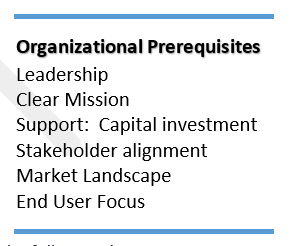 Organizational Prerequisites
Leadership
Clear Mission
Support:  Capital investment
Stakeholder alignment
Market Landscape
End User Focus